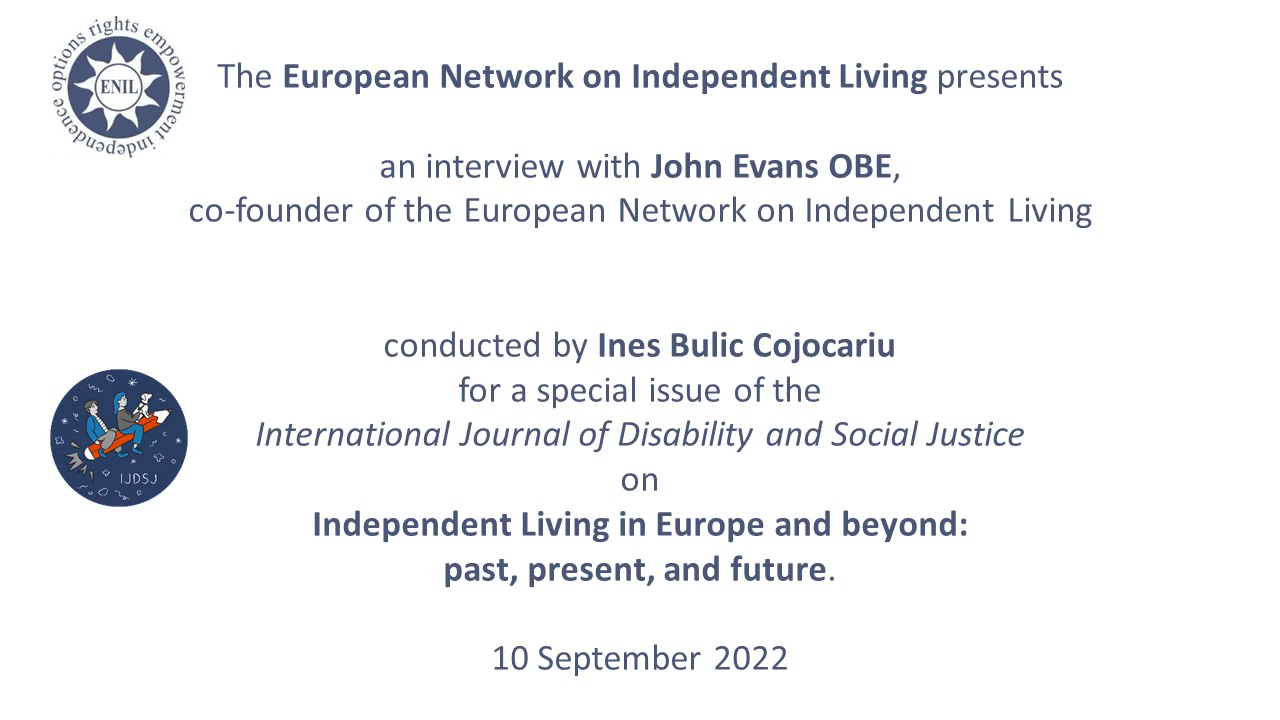 independence options rights empowerment
ENIL
The European Network on Independent Living presents
an interview with John Evans OBE,
co-founder of the European Network on Independent Living
conducted by Ines Bulic Cojocariu
for a special issue of the
International Journal of Disability and Social Justice
IJDSJ
on
Independent Living in Europe and beyond:
past, present, and future.
10 September 2022